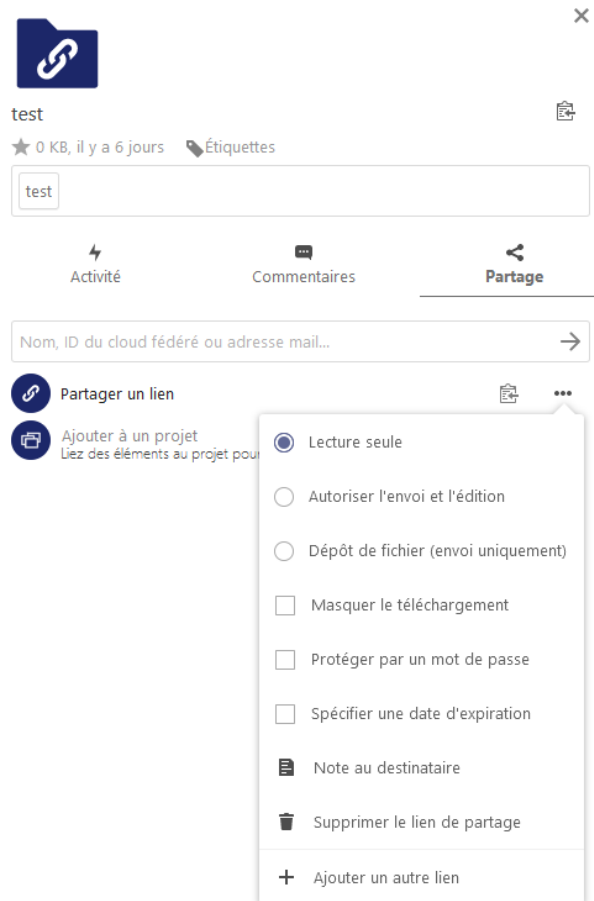 test
0 KB, il y a 6 jours Étiquettes
test
Activité Commentaires Partage
Nom, ID du cloud fédéré ou adresse mail...
Partager un lien
Ajouter à un projet
Liez des éléments au projet pour
Lecture seule
Autoriser l'envoi et l'édition
Dépôt de fichier (envoi uniquement)
Masquer le téléchargement
Protéger par un mot de passe
Spécifier une date d'expiration
Note au destinataire
Supprimer le lien de partage
Ajouter un autre lien